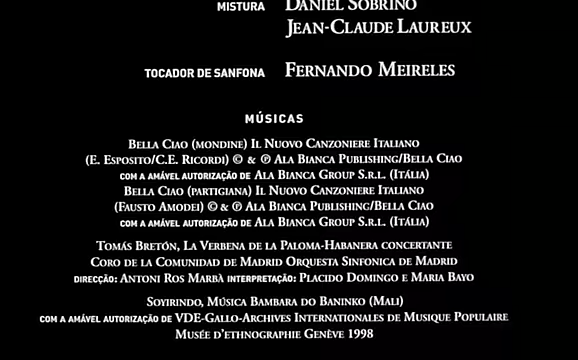 MISTURA DANIEL SOBRINO
JEAN-CLAUDE LAUREUX
TOCADOR DE SANFONA FERNANDO MEIRELES
MÚSICAS
BELLA CIAO (MONDINE) IL NUOVO CANZONIERE ITALIANO
(E. ESPOSITO/C.E. RICORDI) © & ℗ ALA BIANCA PUBLISHING/BELLA CIAO
COM A AMÁVEL AUTORIZAÇÃO DE ALA BIANCA GROUP S.R.L. (ITÁLIA)
BELLA CIAO (PARTIGIANA) IL NUOVO CANZONIERE ITALIANO
(FAUSTO AMODEI) © & ℗ ALA BIANCA PUBLISHING/BELLA CIAO
COM A AMÁVEL AUTORIZAÇÃO DE ALA BIANCA GROUP S.R.L. (ITÁLIA)
TOMÁS BRETÓN, LA VERBENA DE LA PALOMA-HABANERA CONCERTANTE
CORO DE LA COMUNIDAD DE MADRID ORQUESTA SINFONICA DE MADRID
DIRECÇÃO: ANTONI ROS MARBÀ INTERPRETAÇÃO: PLACIDO DOMINGO E MARIA BAYO
SOYIRINDO, MÚSICA BAMBARA DO BANINKO (MALI)
COM A AMÁVEL AUTORIZAÇÃO DE VDE-GALLO-ARCHIVES INTERNATIONALES DE MUSIQUE POPULAIRE
MUSÉE D'ETHNOGRAPHIE GENÈVE 1998